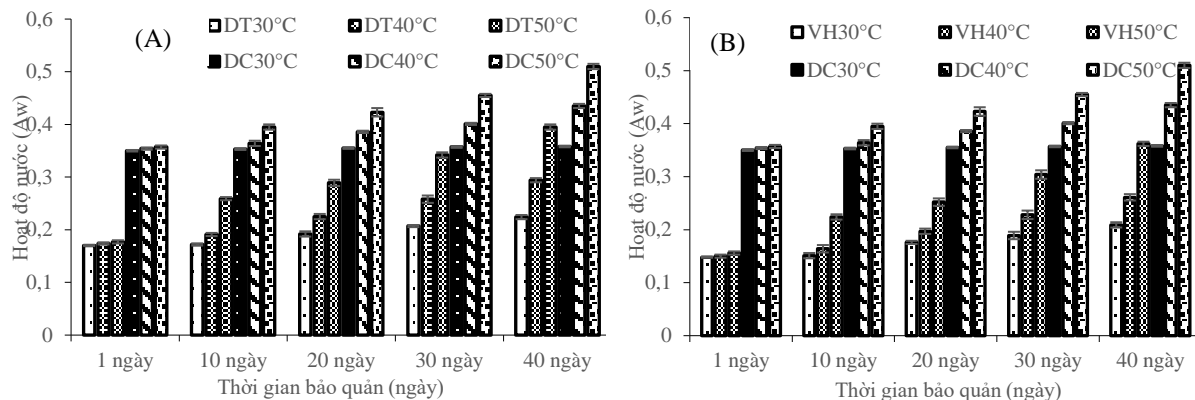 (A)
DT30°C DT40°C DT50°C
DC30°C DC40°C DC50°C
Hoạt độ nước (Aw)
0,6
0,5
0,4
0,3
0,2
0,1
0
1 ngày 10 ngày 20 ngày 30 ngày 40 ngày
Thời gian bảo quản (ngày)
(B)
VH30°C VH40°C VH50°C
DC30°C DC40°C DC50°C
Hoạt độ nước (Aw)
0,6
0,5
0,4
0,3
0,2
0,1
0
1 ngày 10 ngày 20 ngày 30 ngày 40 ngày
Thời gian bảo quản (ngày)